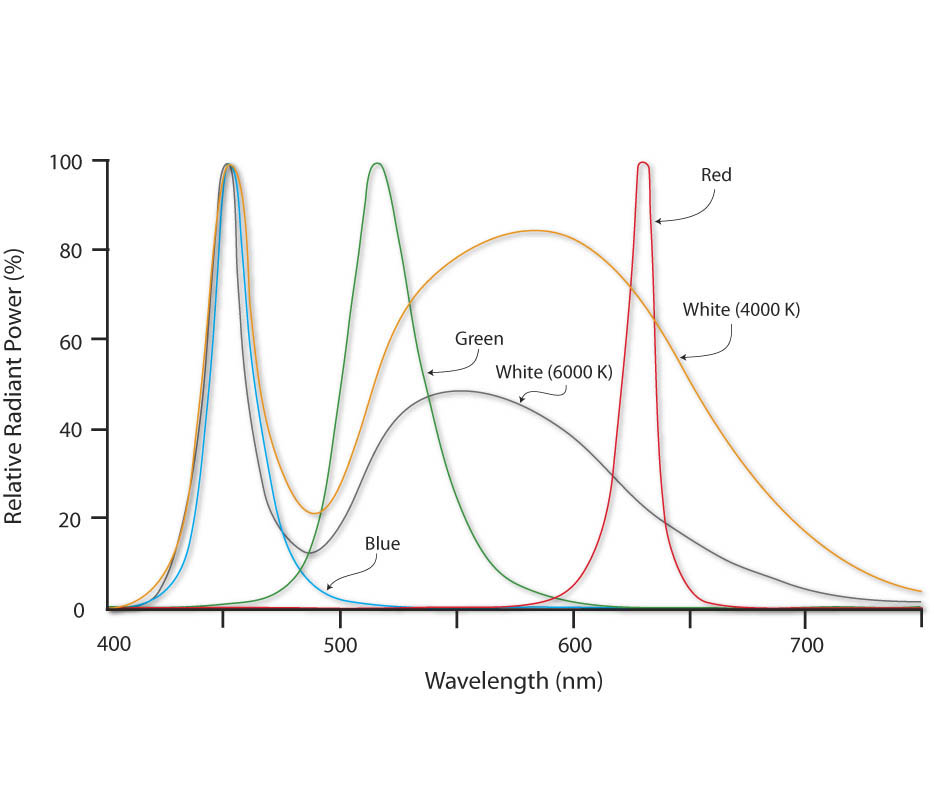 100
80
60
40
20
0
Relative Radiant Power (%)
Red
White (4000 K)
Green
White (6000 K)
Blue
400
500
600
700
Wavelength (nm)